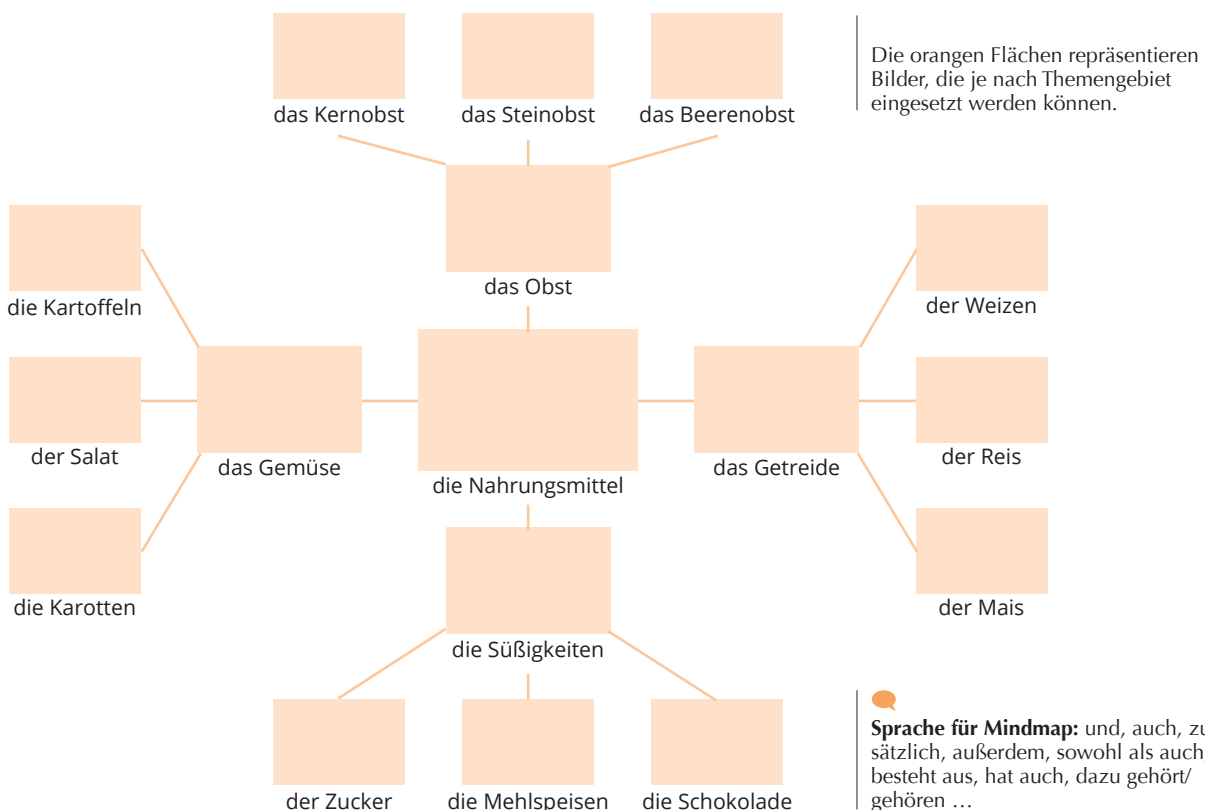 Die orangen Flächen repräsentieren
Bilder, die je nach Themengebiet
eingesetzt werden können.
das Kernobst
das Steinobst
das Beerenobst
das Obst
die Kartoffeln
der Weizen
der Salat
das Gemüse
die Nahrungsmittel
das Getreide
der Reis
die Karotten
der Mais
die Süßigkeiten
der Zucker
die Mehlspeisen
die Schokolade
Sprache für Mindmap: und, auch, zu
sätzlich, außerdem, sowohl als auch,
besteht aus, hat auch, dazu gehört/
gehören …